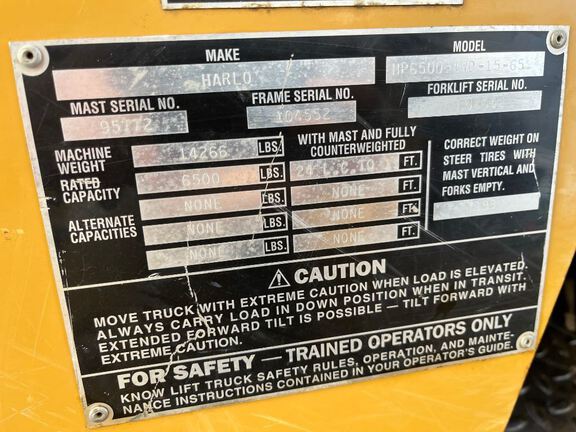 MAKE
MODEL
HARLO
MAST SERIAL NO.
FRAME SERIAL NO.
FORKLIFT SERIAL NO.
95772
104552
WITH MAST AND FULLY
COUNTERWEIGHTED
CORRECT WEIGHT ON
STEER TIRES WITH
MAST VERTICAL AND
FORKS EMPTY.
MACHINE
WEIGHT
14266 LBS.
24 L C TO FT.
RATED
CAPACITY
6500 LBS.
NONE FT.
ALTERNATE
CAPACITIES
NONE LBS.
NONE FT.
NONE LBS.
NONE FT.
NONE LBS.
CAUTION
MOVE TRUCK WITH EXTREME CAUTION WHEN LOAD IS ELEVATED.
ALWAYS CARRY LOAD IN DOWN POSITION WHEN IN TRANSIT.
EXTENDED FORWARD TILT IS POSSIBLE — TILT FORWARD WITH
EXTREME CAUTION.
FOR SAFETY — TRAINED OPERATORS ONLY
KNOW LIFT TRUCK SAFETY RULES, OPERATION, AND MAINTE-
NANCE INSTRUCTIONS CONTAINED IN YOUR OPERATOR'S GUIDE.